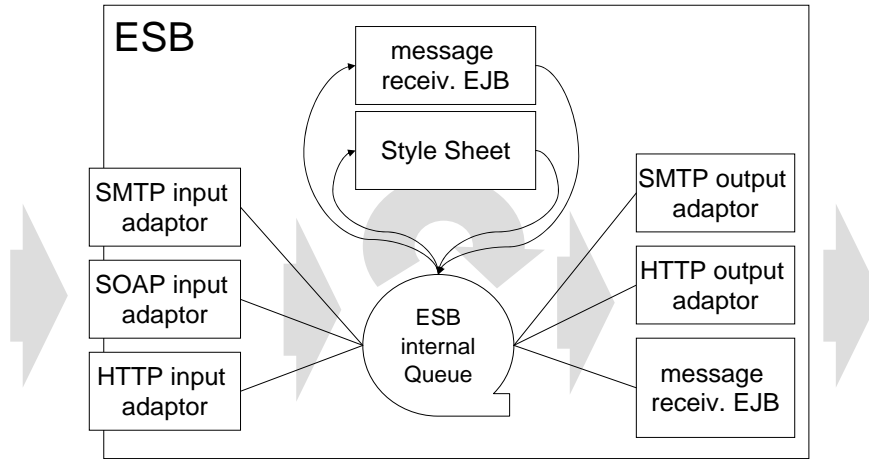 ESB
message
receiv. EJB
Style Sheet
SMTP input
adaptor
SOAP input
adaptor
HTTP input
adaptor
ESB
internal
Queue
SMTP output
adaptor
HTTP output
adaptor
message
receiv. EJB